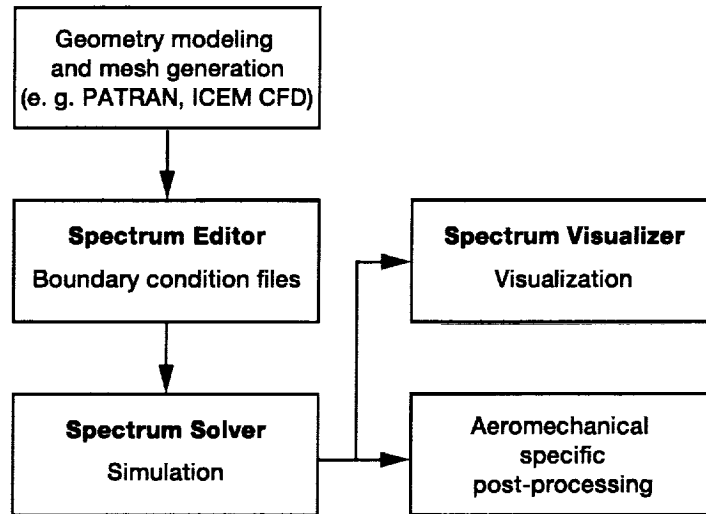 Geometry modeling
and mesh generation
(e. g. PATRAN, ICEM CFD)
Spectrum Editor
Boundary condition files
Spectrum Visualizer
Visualization
Spectrum Solver
Simulation
Aeromechanical
specific
post-processing